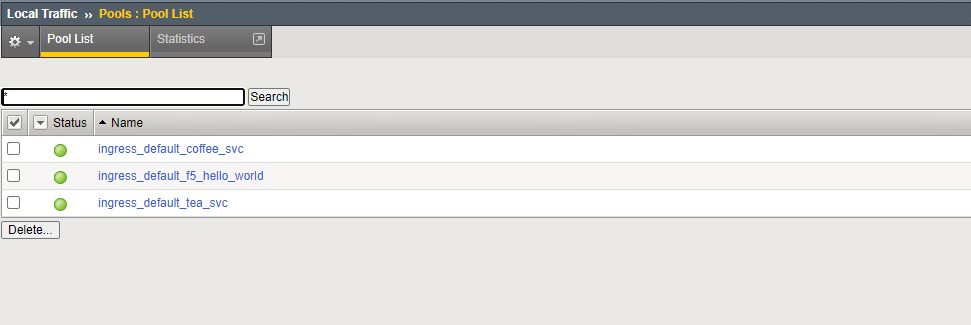 Local Traffic ›› Pools : Pool List
Pool List Statistics
* Search
Status Name
ingress_default_coffee_svc
ingress_default_f5_hello_world
ingress_default_tea_svc
Delete...